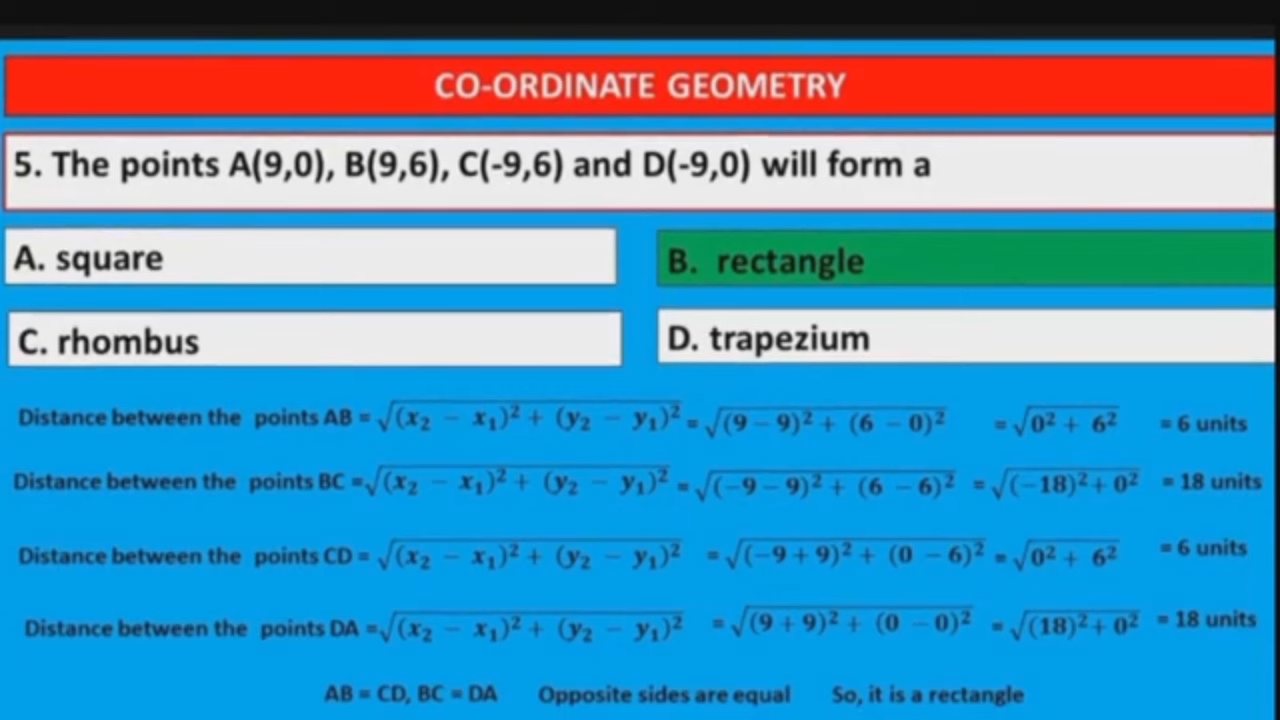 CO-ORDINATE GEOMETRY
5. The points A(9,0), B(9,6), C(-9,6) and D(-9,0) will form a
A. square
B. rectangle
C. rhombus
D. trapezium
Distance between the points AB = √(x₂ − x₁)² + (y₂ − y₁)² = √(9 − 9)² + (6 − 0)² = √0² + 6² = 6 units
Distance between the points BC = √(x₂ − x₁)² + (y₂ − y₁)² = √(−9 − 9)² + (6 − 6)² = √(−18)² + 0² = 18 units
Distance between the points CD = √(x₂ − x₁)² + (y₂ − y₁)² = √(−9 + 9)² + (0 − 6)² = √0² + 6² = 6 units
Distance between the points DA = √(x₂ − x₁)² + (y₂ − y₁)² = √(9 + 9)² + (0 − 0)² = √(18)² + 0² = 18 units
AB = CD, BC = DA Opposite sides are equal So, it is a rectangle